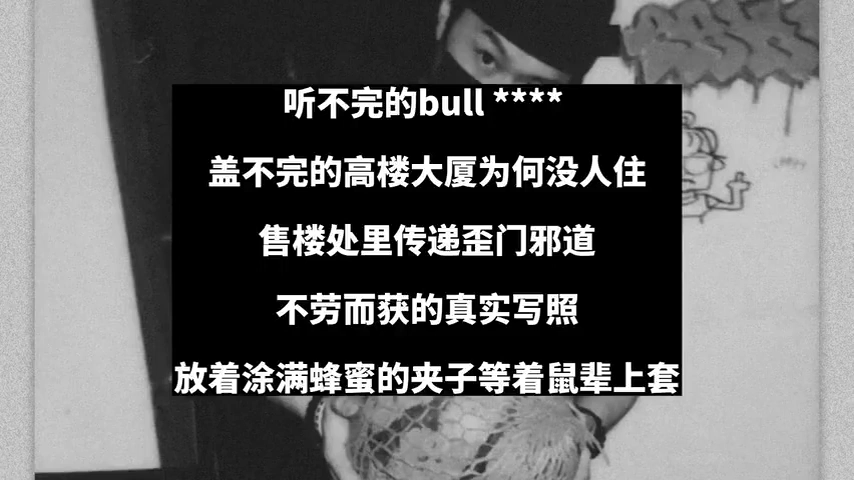 听不完的bull ****
盖不完的高楼大厦为何没人住
售楼处里传递歪门邪道
不劳而获的真实写照
放着涂满蜂蜜的夹子等着鼠辈上套